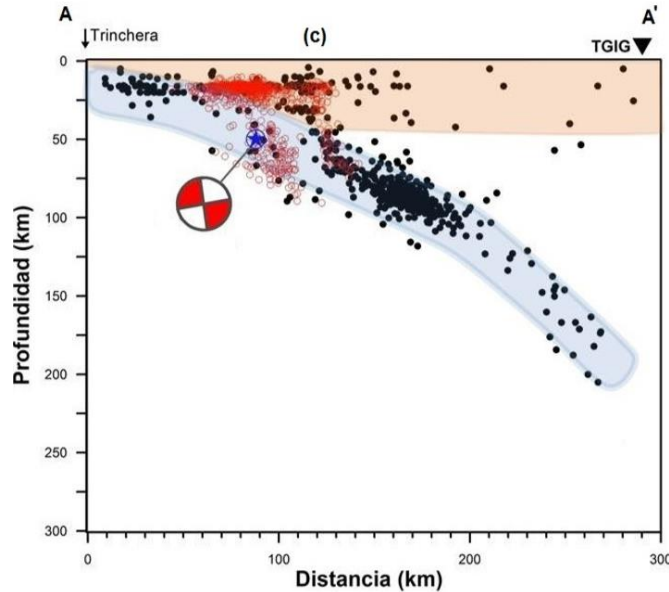 A
(c)
A'
Trinchera
TGIG
0
50
100
150
200
250
300
Profundidad (km)
0
100
200
300
Distancia (km)